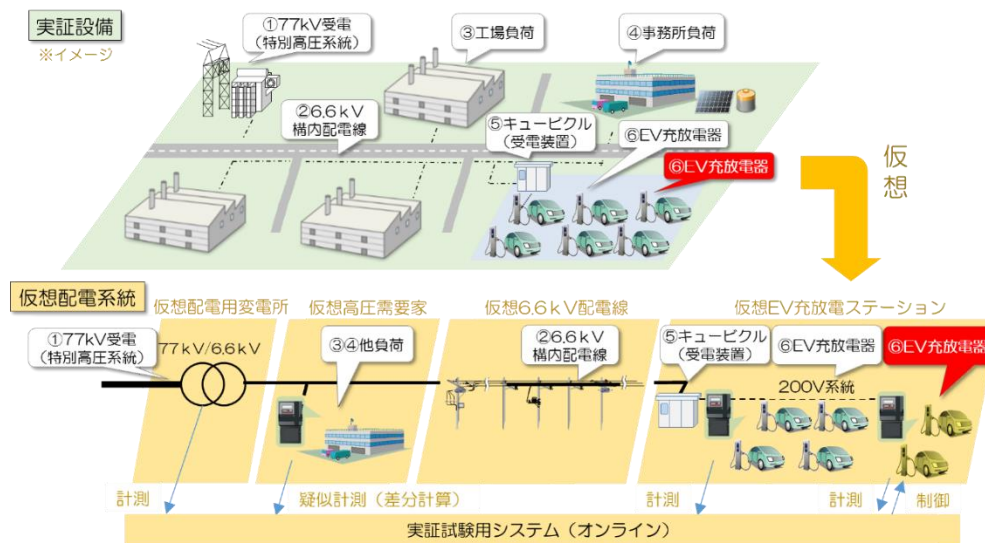 実証設備
※イメージ
①77kV受電
(特別高圧系統)
③工場負荷
④事務所負荷
②6.6kV
構内配電線
⑤キュービクル
(受電装置)
⑥EV充放電器
⑥EV充放電器
仮想
仮想配電系統
仮想配電用変電所
仮想高圧需要家
仮想6.6kV配電線
仮想EV充放電ステーション
①77kV受電
(特別高圧系統)
77kV/6.6kV
③④他負荷
②6.6kV
構内配電線
⑤キュービクル
(受電装置)
⑥EV充放電器
⑥EV充放電器
200V系統
計測
疑似計測(差分計算)
計測
計測
制御
実証試験用システム(オンライン)